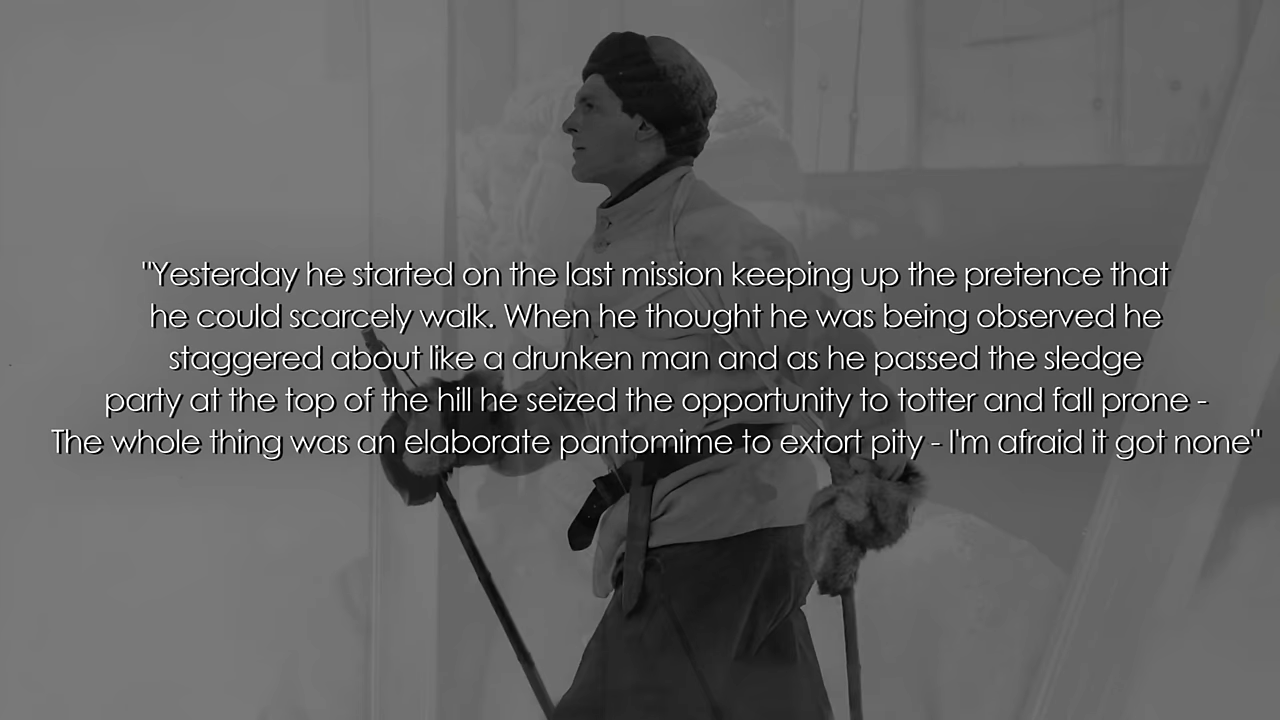 "Yesterday he started on the last mission keeping up the pretence that
he could scarcely walk. When he thought he was being observed he
staggered about like a drunken man and as he passed the sledge
party at the top of the hill he seized the opportunity to totter and fall prone -
The whole thing was an elaborate pantomime to extort pity - I'm afraid it got none"